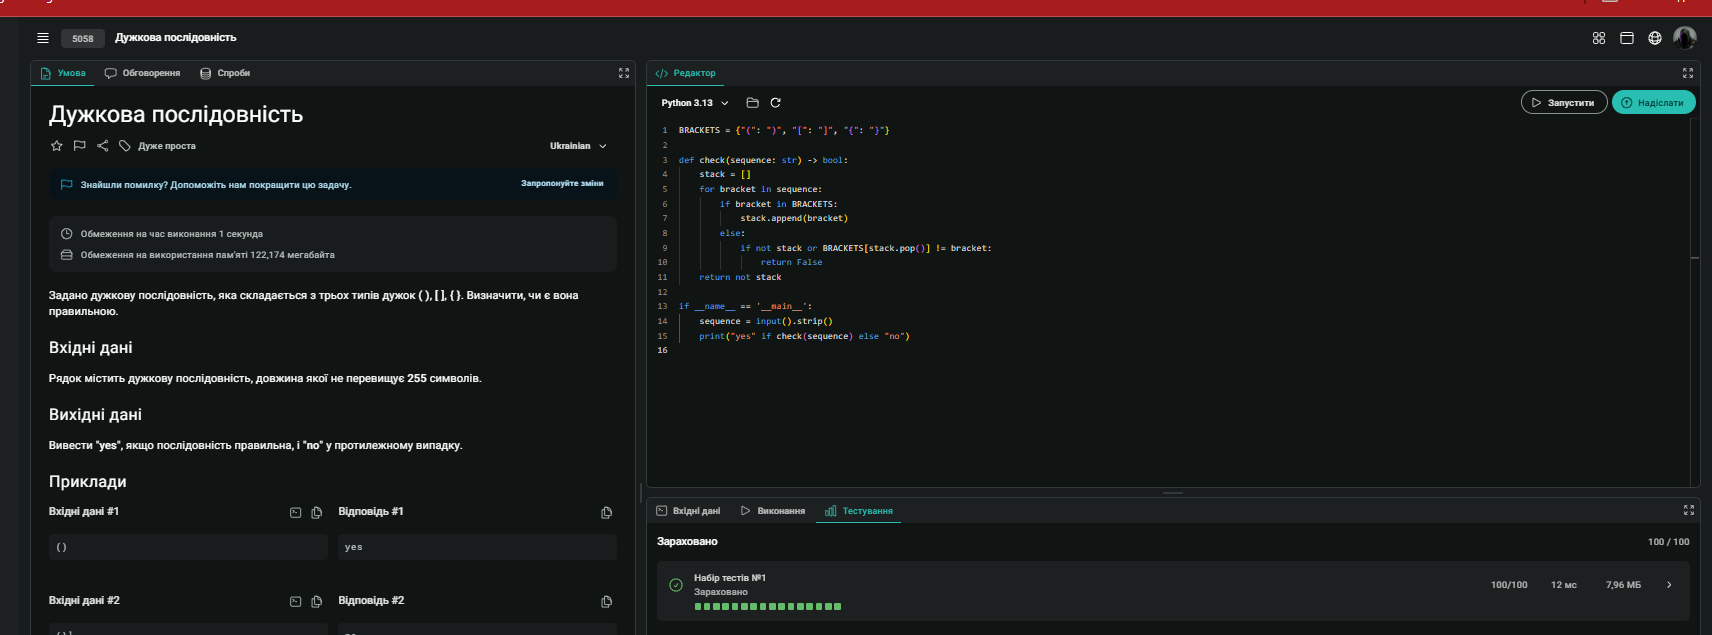 5058
Дужкова послідовність
Умова
Обговорення
Спроби
Дужкова послідовність
Дуже проста
Ukrainian
Знайшли помилку? Допоможіть нам покращити цю задачу.
Запропонуйте зміни
Обмеження на час виконання 1 секунда
Обмеження на використання пам'яті 122,174 мегабайта
Задано дужкову послідовність, яка складається з трьох типів дужок ( ), [ ], { }. Визначити, чи є вона
правильною.
Вхідні дані
Рядок містить дужкову послідовність, довжина якої не перевищує 255 символів.
Вихідні дані
Вивести "yes", якщо послідовність правильна, і "no" у протилежному випадку.
Приклади
Вхідні дані #1
Відповідь #1
()
yes
Вхідні дані #2
Відповідь #2
Редактор
Python 3.13
Запустити
Надіслати
1 BRACKETS = {"(": ")", "[": "]", "{": "}"}
2
3 def check(sequence: str) -> bool:
4     stack = []
5     for bracket in sequence:
6         if bracket in BRACKETS:
7             stack.append(bracket)
8         else:
9             if not stack or BRACKETS[stack.pop()] != bracket:
10                 return False
11     return not stack
12
13 if __name__ == '__main__':
14     sequence = input().strip()
15     print("yes" if check(sequence) else "no")
16
Вхідні дані
Виконання
Тестування
Зараховано
100 / 100
Набір тестів №1
Зараховано
100/100
12 мс
7,96 МБ